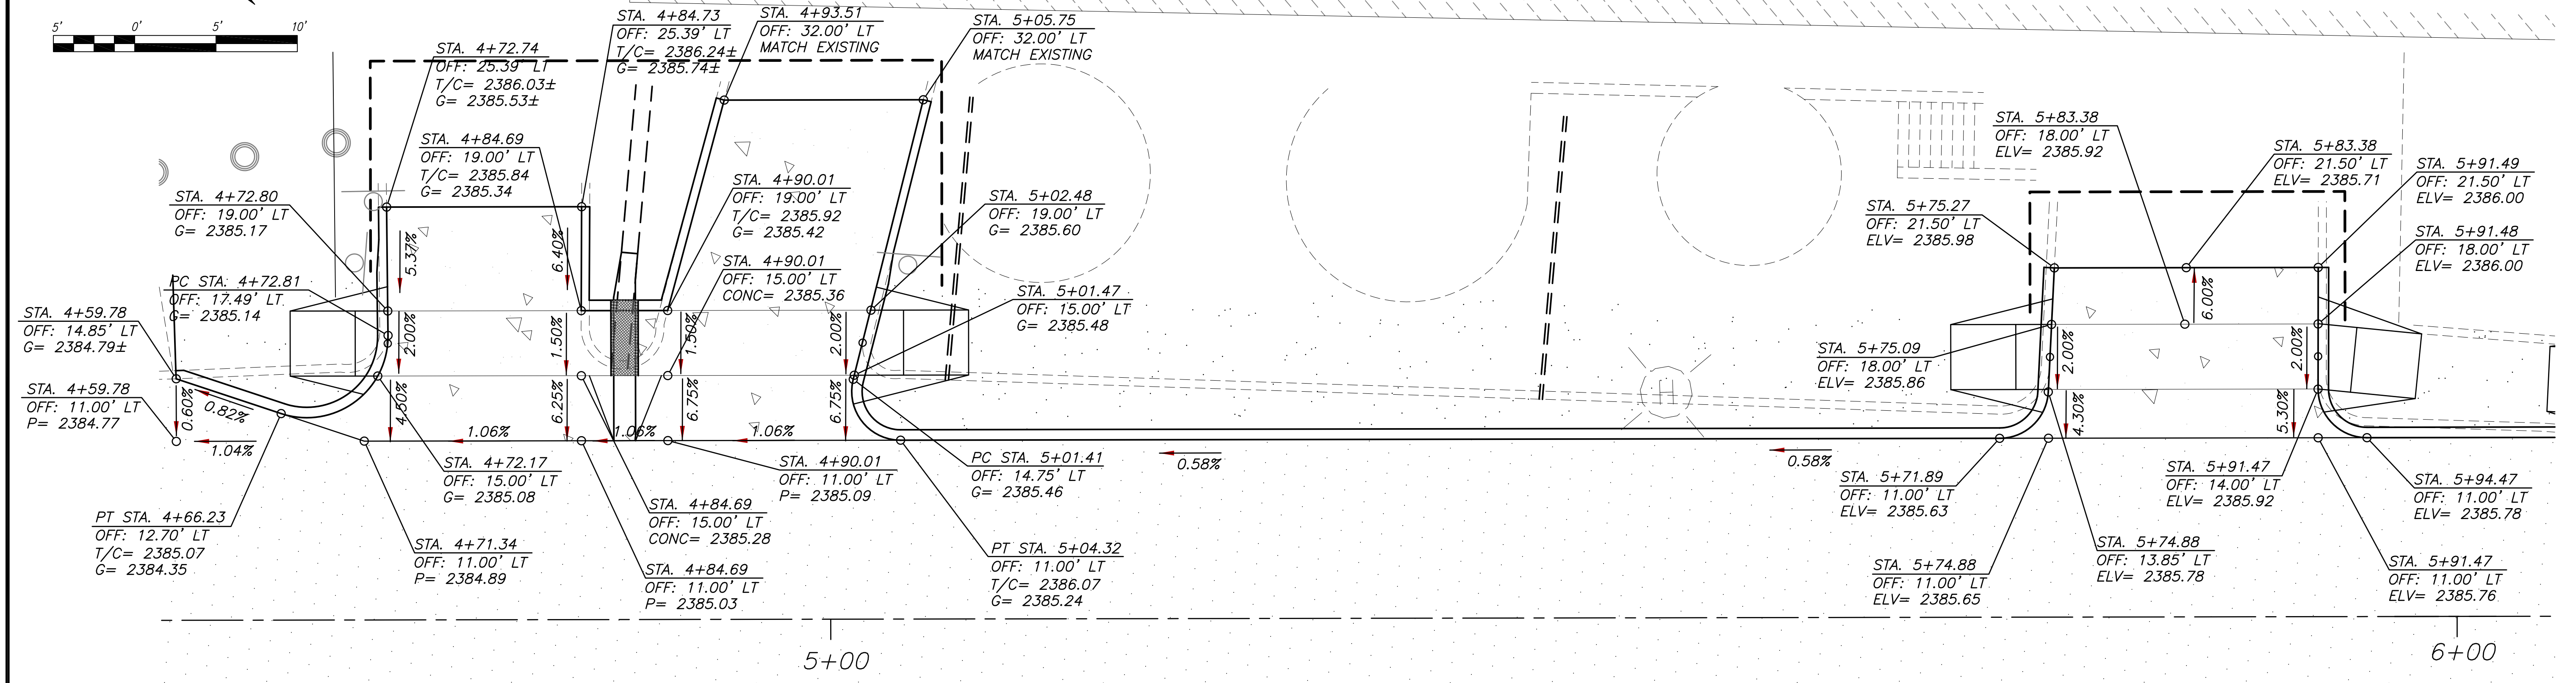 5'
0'
5'
10'
STA. 4+72.74
OFF: 25.39' LT
T/C= 2386.03±
G= 2385.53±
STA. 4+84.73
OFF: 25.39' LT
T/C= 2386.24±
G= 2385.74±
STA. 4+93.51
OFF: 32.00' LT
MATCH EXISTING
STA. 5+05.75
OFF: 32.00' LT
MATCH EXISTING
STA. 4+84.69
OFF: 19.00' LT
T/C= 2385.84
G= 2385.34
STA. 4+72.80
OFF: 19.00' LT
G= 2385.17
STA. 4+90.01
OFF: 19.00' LT
T/C= 2385.92
G= 2385.42
STA. 5+02.48
OFF: 19.00' LT
G= 2385.60
PC STA. 4+72.81
OFF: 17.49' LT
G= 2385.14
STA. 4+90.01
OFF: 15.00' LT
CONC= 2385.36
STA. 5+01.47
OFF: 15.00' LT
G= 2385.48
STA. 4+59.78
OFF: 14.85' LT
G= 2384.79±
STA. 4+59.78
OFF: 11.00' LT
P= 2384.77
5.37%
6.40%
2.00%
1.50%
1.50%
2.00%
0.60%
0.82%
4.50%
6.25%
6.75%
6.75%
1.04%
1.06%
1.06%
1.06%
0.58%
0.58%
STA. 4+72.17
OFF: 15.00' LT
G= 2385.08
STA. 4+90.01
OFF: 11.00' LT
P= 2385.09
PC STA. 5+01.41
OFF: 14.75' LT
G= 2385.46
PT STA. 4+66.23
OFF: 12.70' LT
T/C= 2385.07
G= 2384.35
STA. 4+71.34
OFF: 11.00' LT
P= 2384.89
STA. 4+84.69
OFF: 15.00' LT
CONC= 2385.28
STA. 4+84.69
OFF: 11.00' LT
P= 2385.03
PT STA. 5+04.32
OFF: 11.00' LT
T/C= 2386.07
G= 2385.24
STA. 5+83.38
OFF: 18.00' LT
ELV= 2385.92
STA. 5+83.38
OFF: 21.50' LT
ELV= 2385.71
STA. 5+91.49
OFF: 21.50' LT
ELV= 2386.00
STA. 5+75.27
OFF: 21.50' LT
ELV= 2385.98
STA. 5+91.48
OFF: 18.00' LT
ELV= 2386.00
STA. 5+75.09
OFF: 18.00' LT
ELV= 2385.86
6.00%
2.00%
2.00%
4.30%
5.30%
H
STA. 5+71.89
OFF: 11.00' LT
ELV= 2385.63
STA. 5+91.47
OFF: 14.00' LT
ELV= 2385.92
STA. 5+94.47
OFF: 11.00' LT
ELV= 2385.78
STA. 5+74.88
OFF: 11.00' LT
ELV= 2385.65
STA. 5+74.88
OFF: 13.85' LT
ELV= 2385.78
STA. 5+91.47
OFF: 11.00' LT
ELV= 2385.76
5+00
6+00